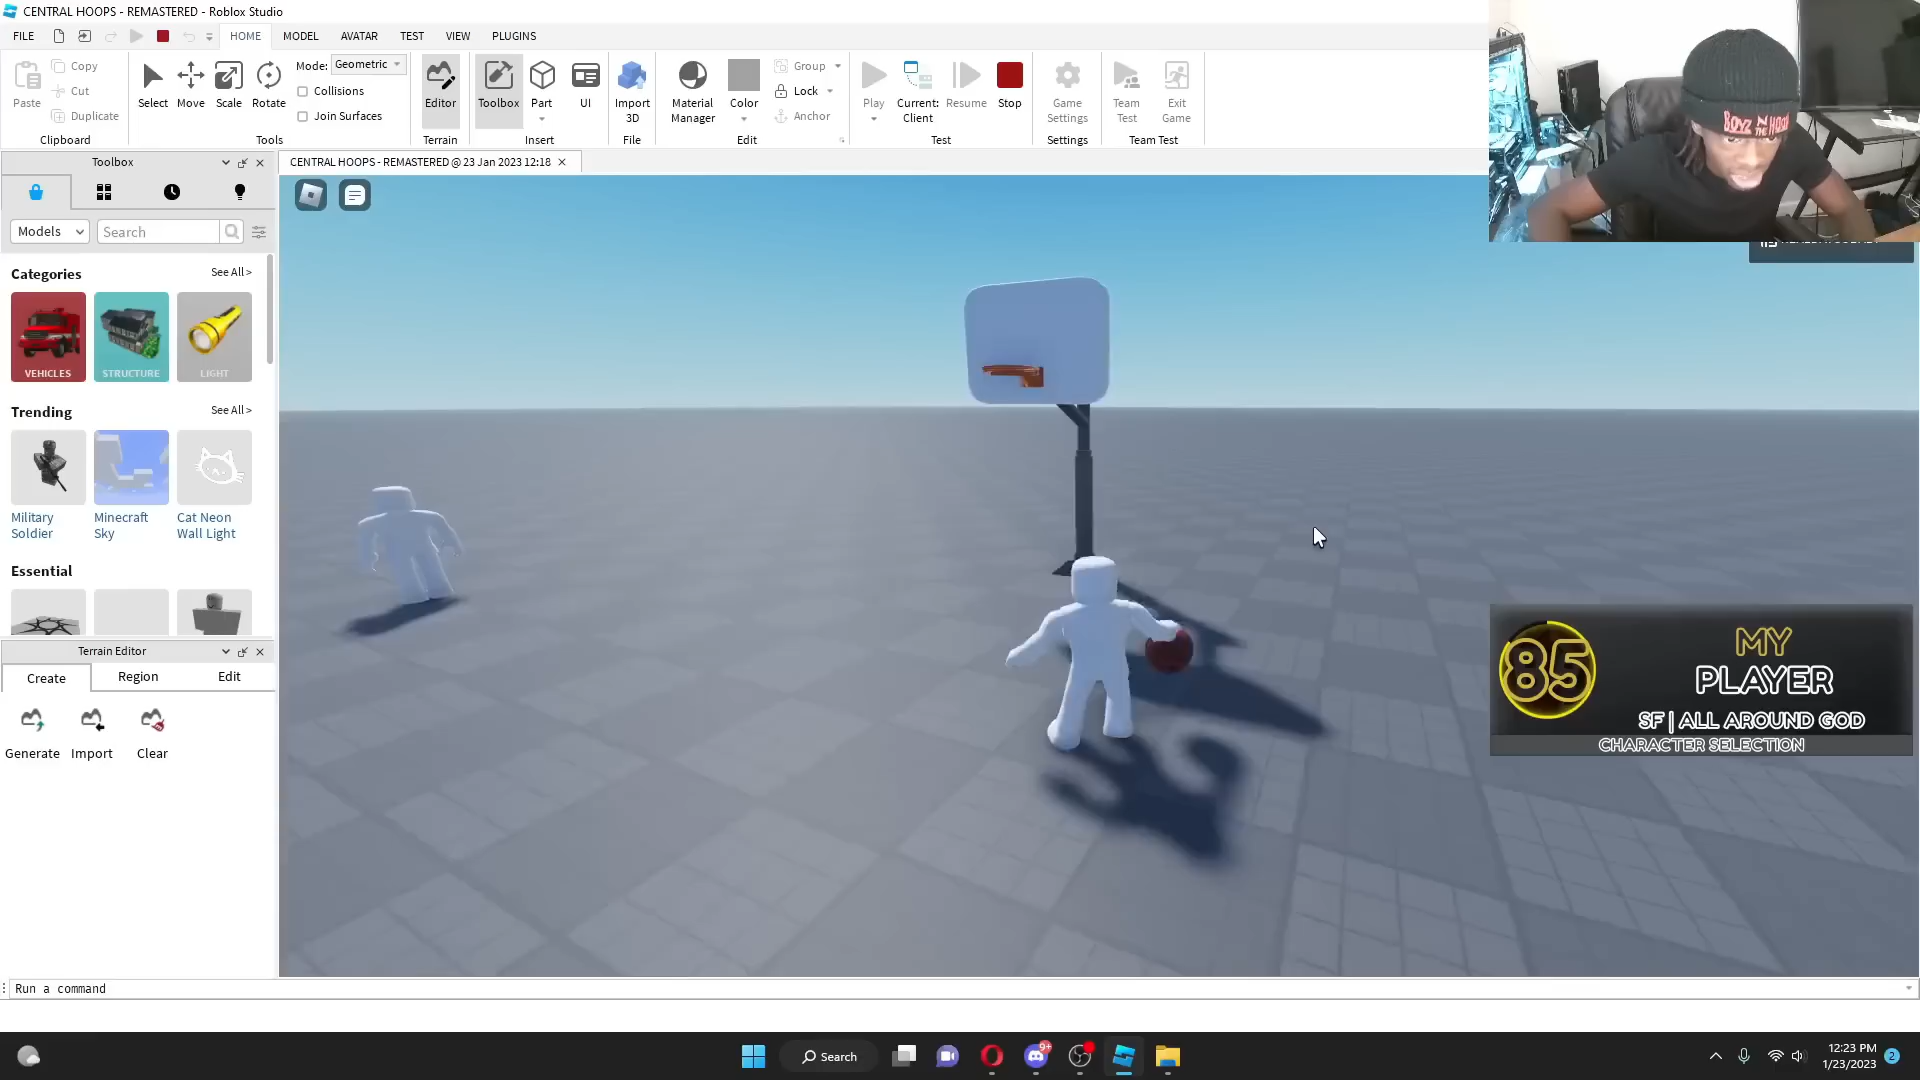 CENTRAL HOOPS - REMASTERED - Roblox Studio
FILE HOME MODEL AVATAR TEST VIEW PLUGINS
Paste Copy Cut Duplicate
Clipboard
Select Move Scale Rotate
Mode: Geometric
Collisions
Join Surfaces
Tools
Editor
Terrain
Toolbox Part UI
Insert
Import 3D
File
Material Manager Color
Group
Lock
Anchor
Edit
Play Current: Client Resume Stop
Test
Game Settings
Settings
Team Test Exit Game
Team Test
BOYZ N THE HOOD
Toolbox
CENTRAL HOOPS - REMASTERED @ 23 Jan 2023 12:18
Models Search
Categories See All >
VEHICLES STRUCTURE LIGHT
Trending See All >
Military Soldier
Minecraft Sky
Cat Neon Wall Light
Essential
Terrain Editor
Create Region Edit
Generate Import Clear
85
MY
PLAYER
SF | ALL AROUND GOD
CHARACTER SELECTION
Run a command
Search
9+
12:23 PM
1/23/2023
2